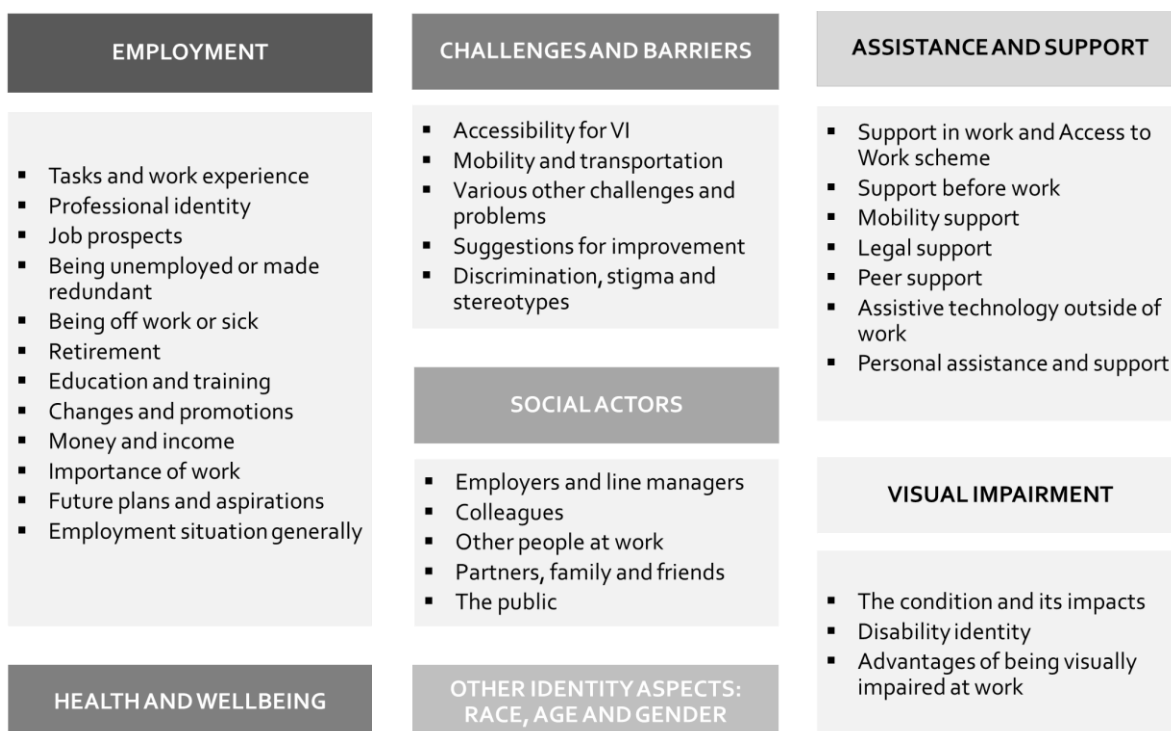 EMPLOYMENT
▪ Tasks and work experience
▪ Professional identity
▪ Job prospects
▪ Being unemployed or made
redundant
▪ Being off work or sick
▪ Retirement
▪ Education and training
▪ Changes and promotions
▪ Money and income
▪ Importance of work
▪ Future plans and aspirations
▪ Employment situation generally
HEALTH AND WELLBEING
CHALLENGES AND BARRIERS
▪ Accessibility for VI
▪ Mobility and transportation
▪ Various other challenges and
problems
▪ Suggestions for improvement
▪ Discrimination, stigma and
stereotypes
SOCIAL ACTORS
▪ Employers and line managers
▪ Colleagues
▪ Other people at work
▪ Partners, family and friends
▪ The public
OTHER IDENTITY ASPECTS:
RACE, AGE AND GENDER
ASSISTANCE AND SUPPORT
▪ Support in work and Access to
Work scheme
▪ Support before work
▪ Mobility support
▪ Legal support
▪ Peer support
▪ Assistive technology outside of
work
▪ Personal assistance and support
VISUAL IMPAIRMENT
▪ The condition and its impacts
▪ Disability identity
▪ Advantages of being visually
impaired at work